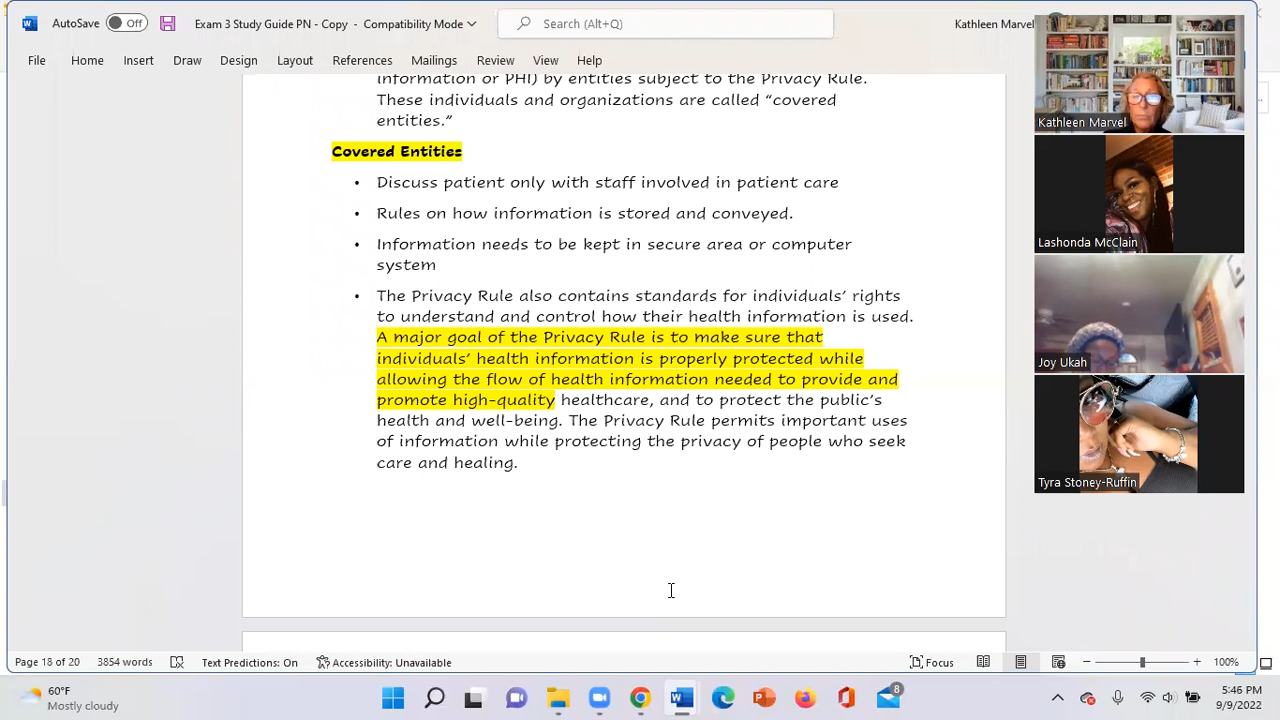 AutoSave Off Exam 3 Study Guide PN - Copy - Compatibility Mode Search (Alt+Q) Kathleen Marvel
File Home Insert Draw Design Layout References Mailings Review View Help
information or PHI) by entities subject to the Privacy Rule.
These individuals and organizations are called “covered
entities.”
Covered Entities
• Discuss patient only with staff involved in patient care
• Rules on how information is stored and conveyed.
• Information needs to be kept in secure area or computer
system
• The Privacy Rule also contains standards for individuals’ rights
to understand and control how their health information is used.
A major goal of the Privacy Rule is to make sure that
individuals’ health information is properly protected while
allowing the flow of health information needed to provide and
promote high-quality healthcare, and to protect the public’s
health and well-being. The Privacy Rule permits important uses
of information while protecting the privacy of people who seek
care and healing.
Kathleen Marvel
Lashonda McClain
Joy Ukah
Tyra Stoney-Ruffin
Page 18 of 20 3854 words Text Predictions: On Accessibility: Unavailable Focus 100%
60°F
Mostly cloudy
8
5:46 PM
9/9/2022